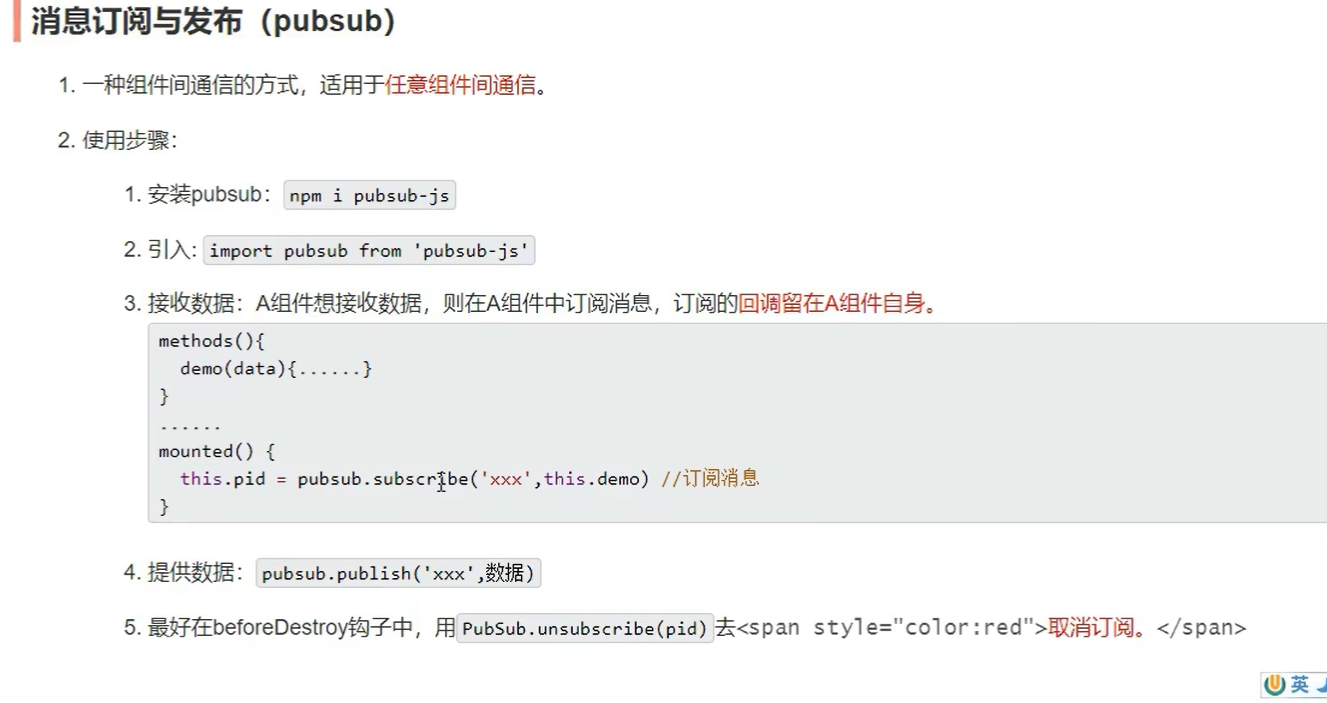 消息订阅与发布（pubsub）
1. 一种组件间通信的方式，适用于任意组件间通信。
2. 使用步骤：
1. 安装pubsub：npm i pubsub-js
2. 引入: import pubsub from 'pubsub-js'
3. 接收数据：A组件想接收数据，则在A组件中订阅消息，订阅的回调留在A组件自身。
methods(){
demo(data){......}
}
......
mounted() {
this.pid = pubsub.subscribe('xxx',this.demo) //订阅消息
}
4. 提供数据：pubsub.publish('xxx',数据)
5. 最好在beforeDestroy钩子中，用PubSub.unsubscribe(pid)去<span style="color:red">取消订阅。</span>
英